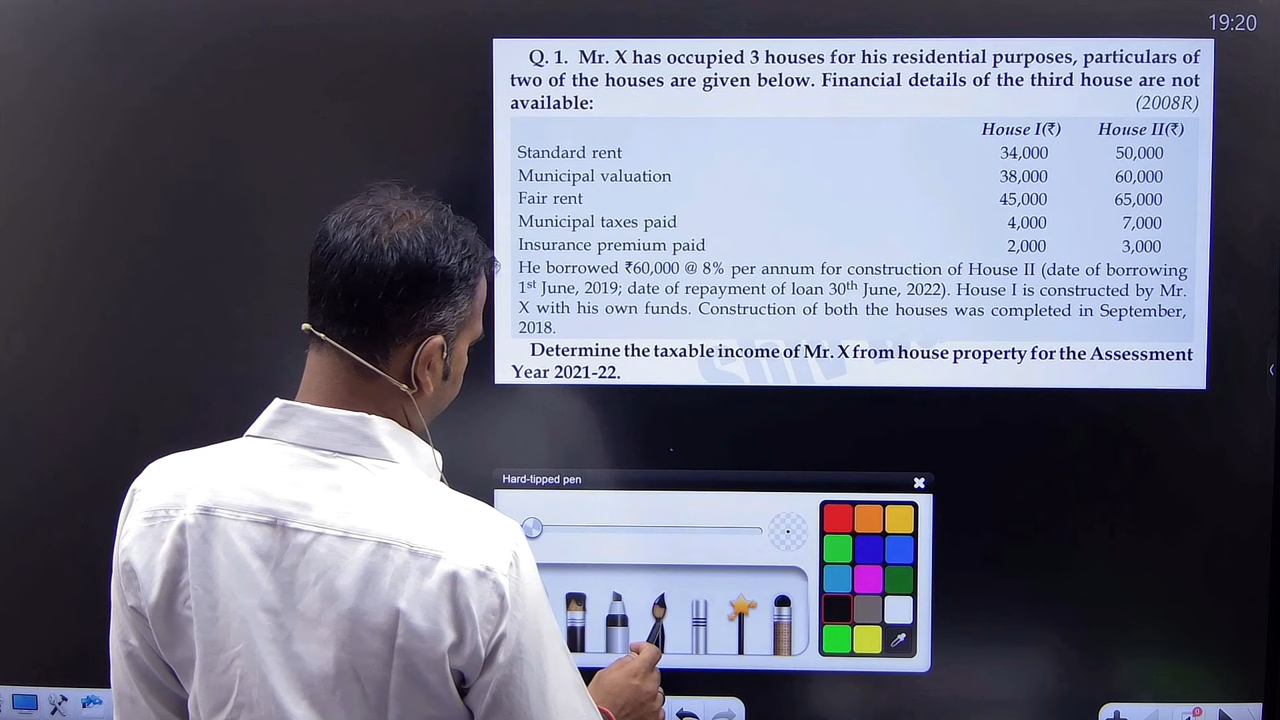 19:20
Q. 1. Mr. X has occupied 3 houses for his residential purposes, particulars of
two of the houses are given below. Financial details of the third house are not
available: (2008R)
House I(₹) House II(₹)
Standard rent 34,000 50,000
Municipal valuation 38,000 60,000
Fair rent 45,000 65,000
Municipal taxes paid 4,000 7,000
Insurance premium paid 2,000 3,000
He borrowed ₹60,000 @ 8% per annum for construction of House II (date of borrowing
1st June, 2019; date of repayment of loan 30th June, 2022). House I is constructed by Mr.
X with his own funds. Construction of both the houses was completed in September,
2018.
Determine the taxable income of Mr. X from house property for the Assessment
Year 2021-22.
Hard-tipped pen
0